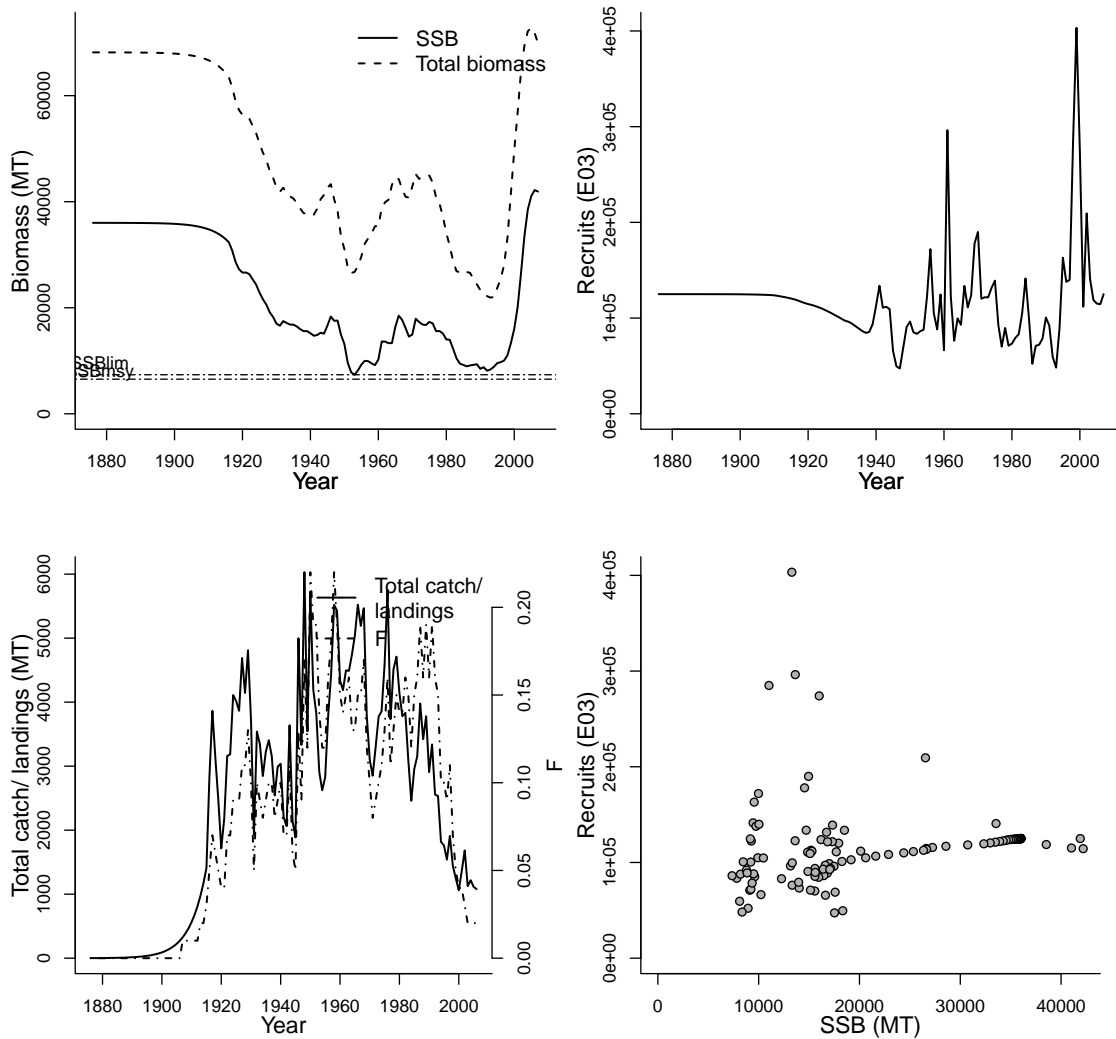 SSB
Total biomass
Biomass (MT)
60000
40000
20000
0
SSBlim
SSBmsy
1880 1900 1920 1940 1960 1980 2000
Year
Recruits (E03)
4e+05
3e+05
2e+05
1e+05
0e+00
1880 1900 1920 1940 1960 1980 2000
Year
Total catch/
landings
F
Total catch/ landings (MT)
6000
5000
4000
3000
2000
1000
0
0.20
0.15
0.10
0.05
0.00
F
1880 1900 1920 1940 1960 1980 2000
Year
Recruits (E03)
4e+05
3e+05
2e+05
1e+05
0e+00
0 10000 20000 30000 40000
SSB (MT)